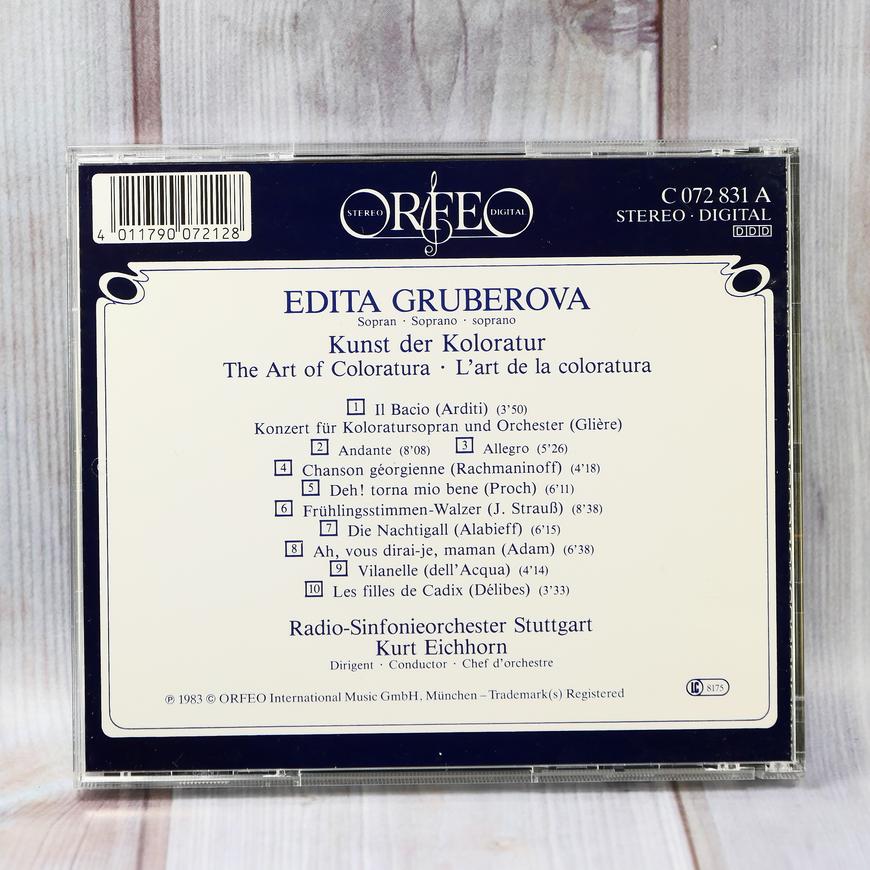 4 011790 072128
STEREO ORFEO DIGITAL
C 072 831 A
STEREO · DIGITAL
DDD
EDITA GRUBEROVA
Sopran · Soprano · soprano
Kunst der Koloratur
The Art of Coloratura · L'art de la coloratura
1 Il Bacio (Arditi) (3'50)
Konzert für Koloratursopran und Orchester (Glière)
2 Andante (8'08) 3 Allegro (5'26)
4 Chanson géorgienne (Rachmaninoff) (4'18)
5 Deh! torna mio bene (Proch) (6'11)
6 Frühlingsstimmen-Walzer (J. Strauß) (8'38)
7 Die Nachtigall (Alabieff) (6'15)
8 Ah, vous dirai-je, maman (Adam) (6'38)
9 Vilanelle (dell'Acqua) (4'14)
10 Les filles de Cadix (Délibes) (3'33)
Radio-Sinfonieorchester Stuttgart
Kurt Eichhorn
Dirigent · Conductor · Chef d'orchestre
℗ 1983 © ORFEO International Music GmbH, München – Trademark(s) Registered
LC 8175